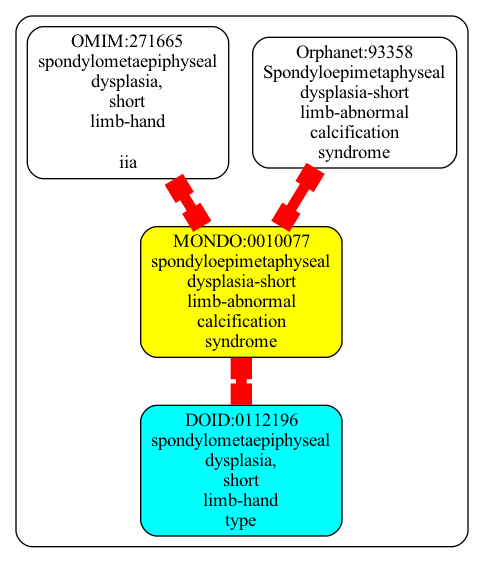 OMIM:271665
spondylometaepiphyseal
dysplasia,
short
limb-hand
iia
Orphanet:93358
Spondyloepimetaphyseal
dysplasia-short
limb-abnormal
calcification
syndrome
MONDO:0010077
spondyloepimetaphyseal
dysplasia-short
limb-abnormal
calcification
syndrome
DOID:0112196
spondylometaepiphyseal
dysplasia,
short
limb-hand
type